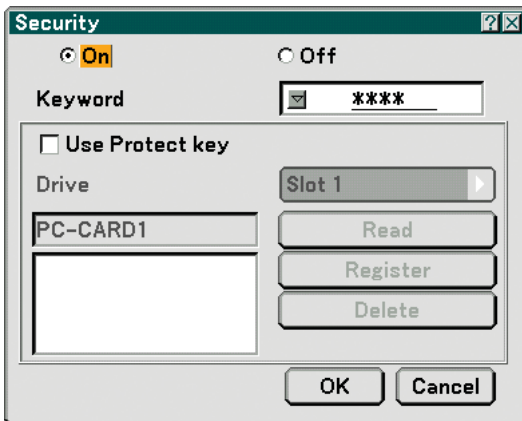 Security
On Off
Keyword ****
Use Protect key
Drive Slot 1
PC-CARD1 Read
Register
Delete
OK Cancel